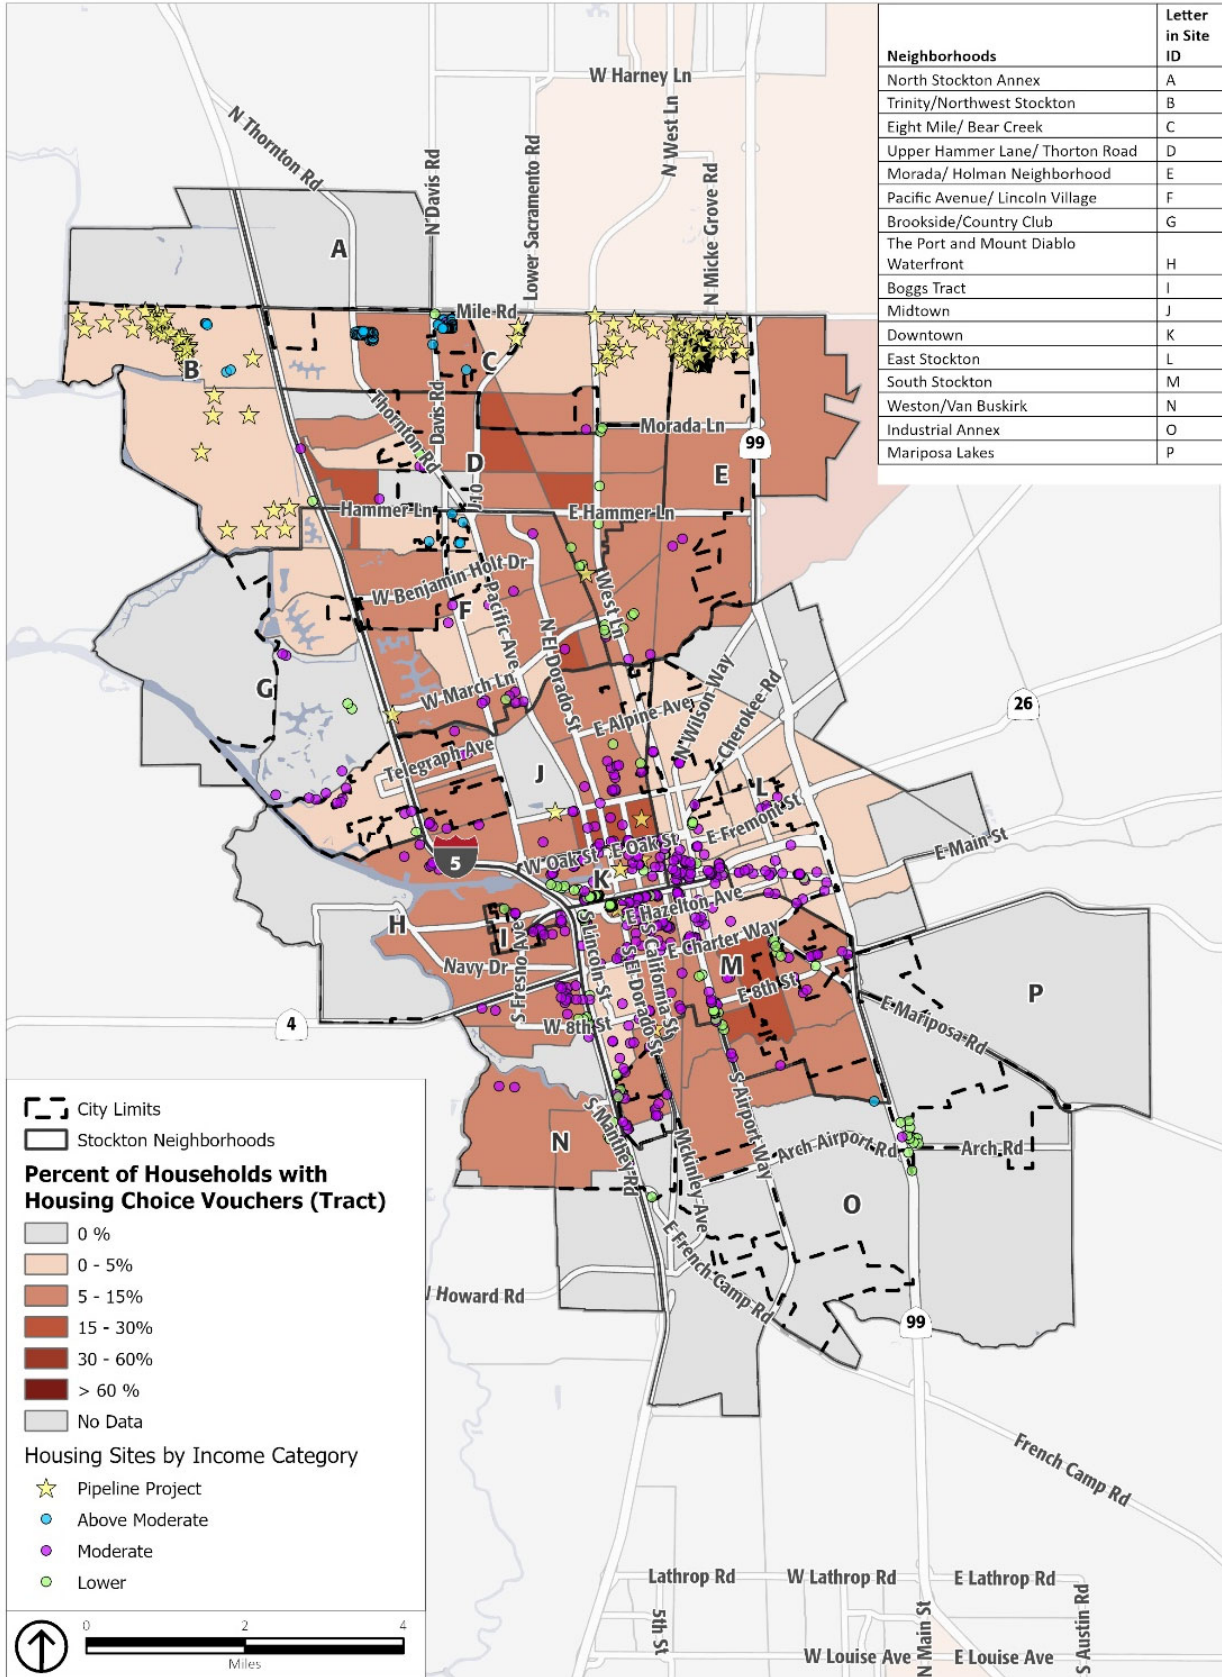 Neighborhoods
Letter
in Site
ID
North Stockton Annex A
Trinity/Northwest Stockton B
Eight Mile/ Bear Creek C
Upper Hammer Lane/ Thorton Road D
Morada/ Holman Neighborhood E
Pacific Avenue/ Lincoln Village F
Brookside/Country Club G
The Port and Mount Diablo
Waterfront H
Boggs Tract I
Midtown J
Downtown K
East Stockton L
South Stockton M
Weston/Van Buskirk N
Industrial Annex O
Mariposa Lakes P
W Harney Ln
N Thornton Rd
N Davis Rd
Lower Sacramento Rd
N West Ln
N Micke Grove Rd
A
Mile Rd
B
C
Thornton Rd
Davis Rd
Morada Ln
99
D
E
J 10
Hammer Ln
E Hammer Ln
W Benjamin Holt Dr
F
Pacific Ave
N El Dorado St
West Ln
G
W March Ln
E Alpine Ave
N Wilson Way
Cherokee Rd
26
Telegraph Ave
J
L
E Fremont St
E Main St
5
W Oak St
E Oak St
K
E Hazelton Ave
H
I
S Fresno Ave
Navy Dr
S Lincoln St
S El Dorado St
S California St
E Charter Way
M
E 8th St
P
4
W 8th St
E Mariposa Rd
N
S Manthey Rd
Mckinley Ave
S Airport Way
Arch Airport Rd
Arch Rd
O
E French Camp Rd
Howard Rd
99
French Camp Rd
Lathrop Rd
W Lathrop Rd
E Lathrop Rd
5th St
N Main St
S Austin Rd
W Louise Ave
E Louise Ave
City Limits
Stockton Neighborhoods
Percent of Households with
Housing Choice Vouchers (Tract)
0 %
0 - 5%
5 - 15%
15 - 30%
30 - 60%
> 60 %
No Data
Housing Sites by Income Category
Pipeline Project
Above Moderate
Moderate
Lower
0 2 4
Miles